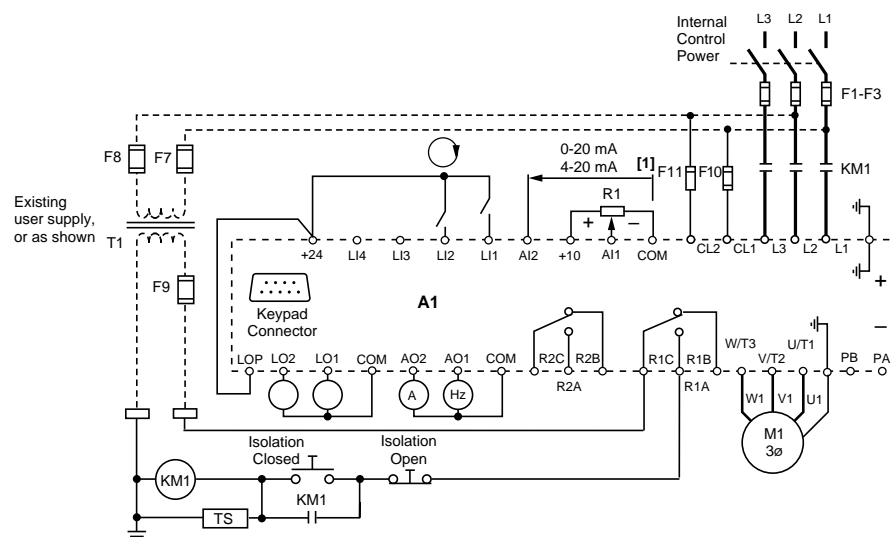 Internal
Control
Power
L3 L2 L1
F1-F3
F8 F7
0-20 mA
4-20 mA
[1]
F11 F10
KM1
R1
+ −
Existing
user supply,
or as shown
T1
+24 LI4 LI3 LI2 LI1 AI2 +10 AI1 COM CL2 CL1 L3 L2 L1
F9
Keypad
Connector
A1
+
−
LOP LO2 LO1 COM AO2 AO1 COM R2C R2B R1C R1B W/T3 V/T2 U/T1 PB PA
R2A R1A
A Hz
W1 V1 U1
M1
3ø
Isolation
Closed
Isolation
Open
KM1
KM1
TS